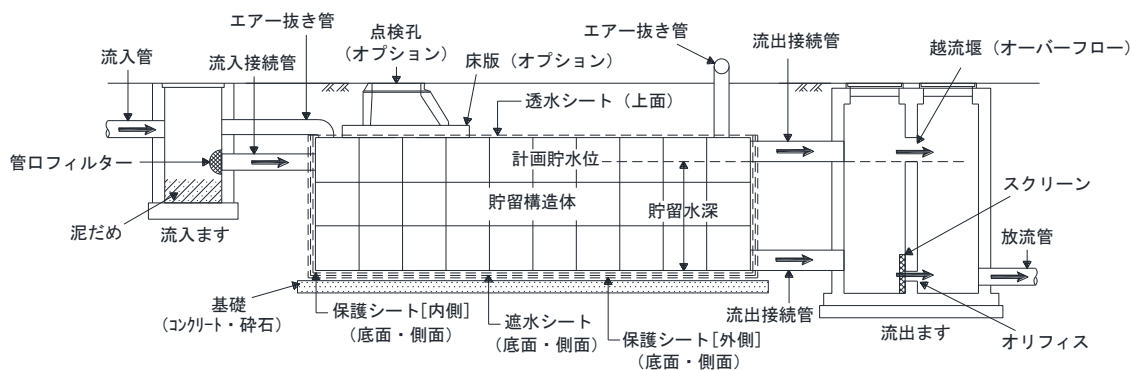 エアー抜き管
点検孔
(オプション)
床版(オプション)
エアー抜き管
流出接続管
越流堰(オーバーフロー)
流入管
流入接続管
透水シート(上面)
管口フィルター
計画貯水位
貯留構造体
貯留水深
スクリーン
泥だめ
流入ます
放流管
基礎
(コンクリート・砕石)
保護シート[内側]
(底面・側面)
遮水シート
(底面・側面)
保護シート[外側]
(底面・側面)
流出接続管
流出ます
オリフィス